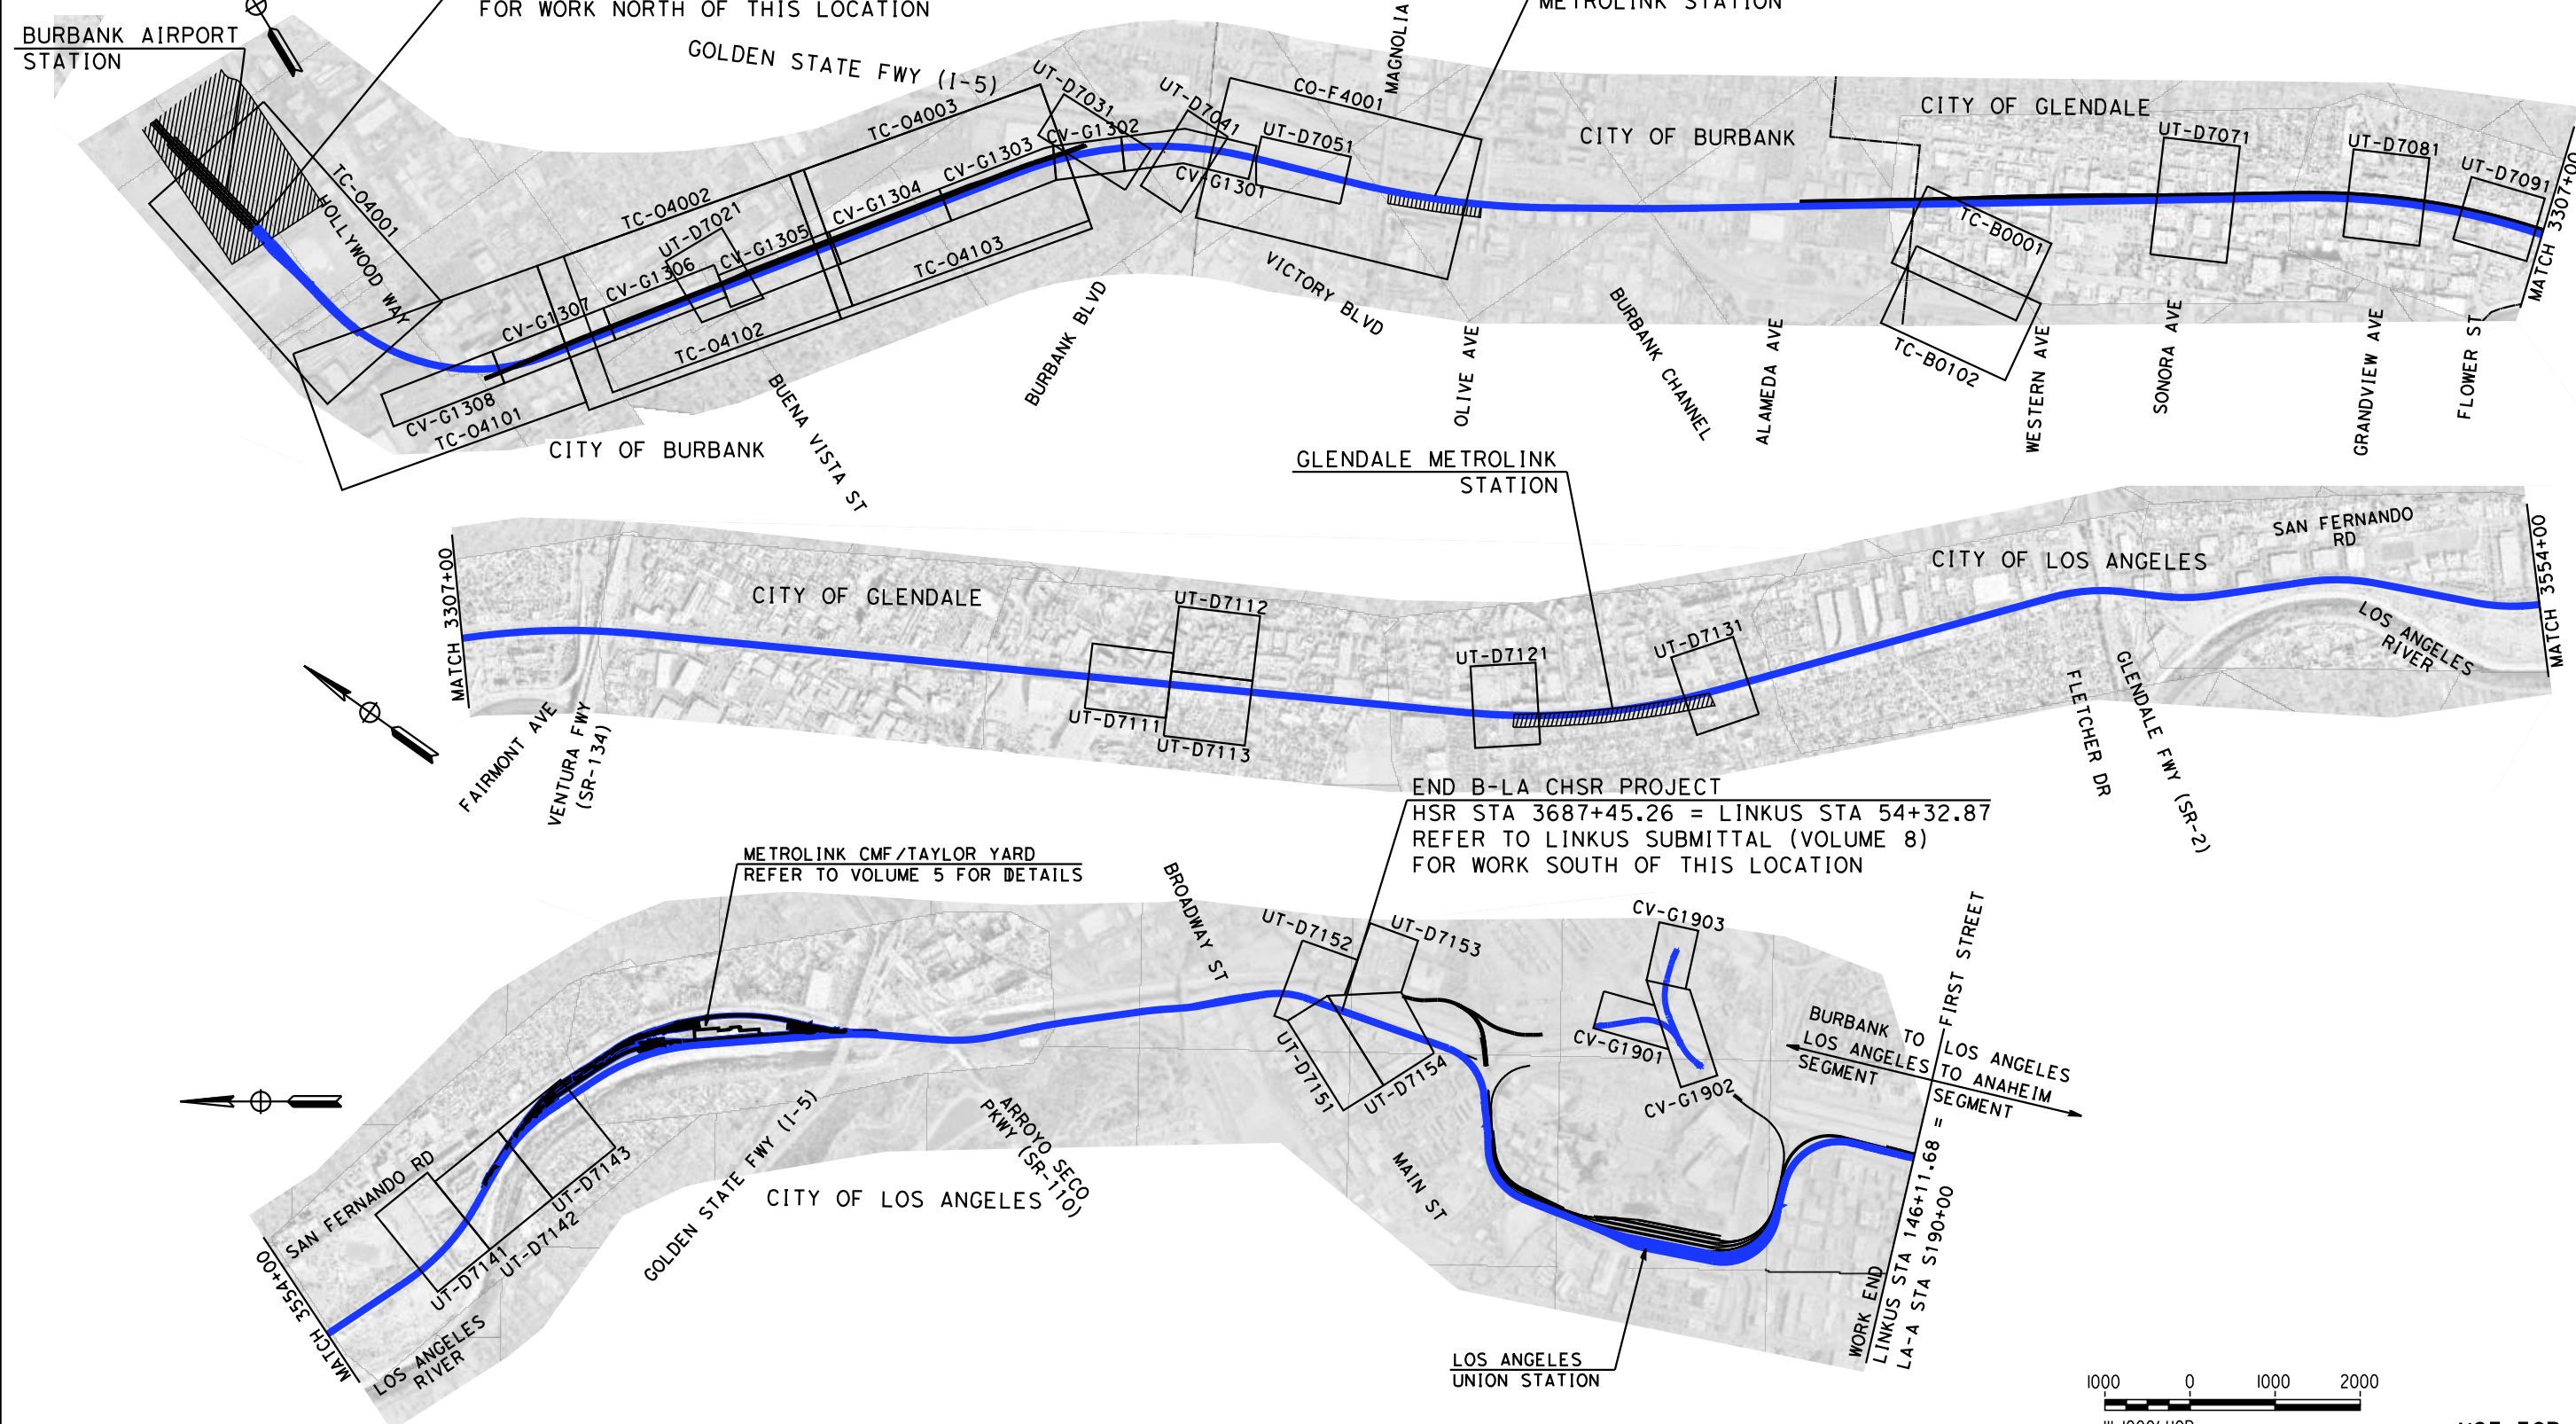 FOR WORK NORTH OF THIS LOCATION
METROLINK STATION
BURBANK AIRPORT
STATION
GOLDEN STATE FWY (I-5)
MAGNOLIA
UT-D7031
UT-D7041
CO-F4001
UT-D7051
CITY OF BURBANK
CITY OF GLENDALE
UT-D7071
UT-D7081
UT-D7091
MATCH 3307+00
TC-04001
HOLLYWOOD WAY
TC-04002
TC-04003
UT-D7021
CV-G1301
CV-G1302
CV-G1303
CV-G1304
CV-G1305
CV-G1306
CV-G1307
CV-G1308
TC-04101
TC-04102
TC-04103
TC-B0001
TC-B0102
CITY OF BURBANK
BUENA VISTA ST
BURBANK BLVD
VICTORY BLVD
OLIVE AVE
BURBANK CHANNEL
ALAMEDA AVE
WESTERN AVE
SONORA AVE
GRANDVIEW AVE
FLOWER ST
GLENDALE METROLINK
STATION
MATCH 3307+00
CITY OF GLENDALE
UT-D7112
UT-D7111
UT-D7113
UT-D7121
UT-D7131
CITY OF LOS ANGELES
SAN FERNANDO
RD
LOS ANGELES
RIVER
MATCH 3554+00
FAIRMONT AVE
VENTURA FWY
(SR-134)
FLETCHER DR
GLENDALE FWY (SR-2)
END B-LA CHSR PROJECT
HSR STA 3687+45.26 = LINKUS STA 54+32.87
REFER TO LINKUS SUBMITTAL (VOLUME 8)
FOR WORK SOUTH OF THIS LOCATION
METROLINK CMF/TAYLOR YARD
REFER TO VOLUME 5 FOR DETAILS
BROADWAY ST
UT-D7152
UT-D7153
UT-D7151
UT-D7154
CV-G1903
CV-G1901
CV-G1902
FIRST STREET
BURBANK TO
LOS ANGELES
SEGMENT
LOS ANGELES
TO ANAHEIM
SEGMENT
SAN FERNANDO RD
MATCH 3554+00
UT-D7141
UT-D7142
UT-D7143
LOS ANGELES
RIVER
GOLDEN STATE FWY (I-5)
CITY OF LOS ANGELES
ARROYO SECO
PKWY (SR-110)
MAIN ST
LOS ANGELES
UNION STATION
WORK END
LINKUS STA 146+11.68 =
LA-A STA S190+00
1000 0 1000 2000